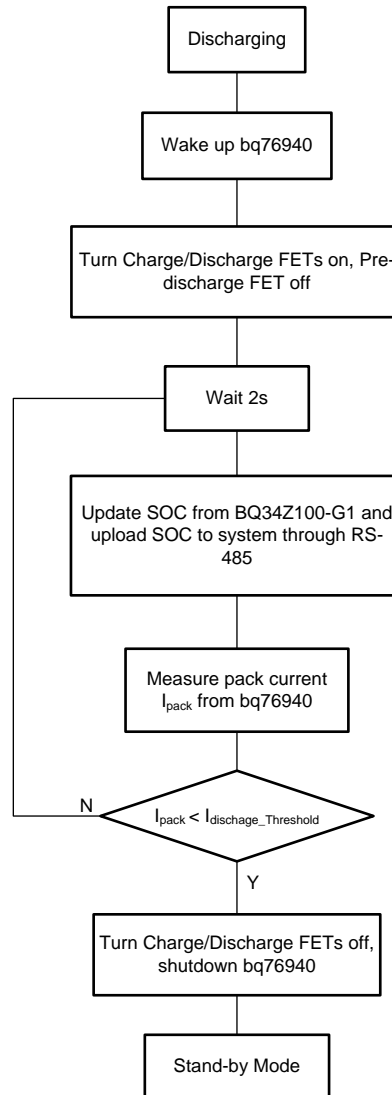 Discharging
Wake up bq76940
Turn Charge/Discharge FETs on, Pre-
discharge FET off
Wait 2s
Update SOC from BQ34Z100-G1 and
upload SOC to system through RS-
485
Measure pack current
Ipack from bq76940
N
Ipack < Idischage_Threshold
Y
Turn Charge/Discharge FETs off,
shutdown bq76940
Stand-by Mode